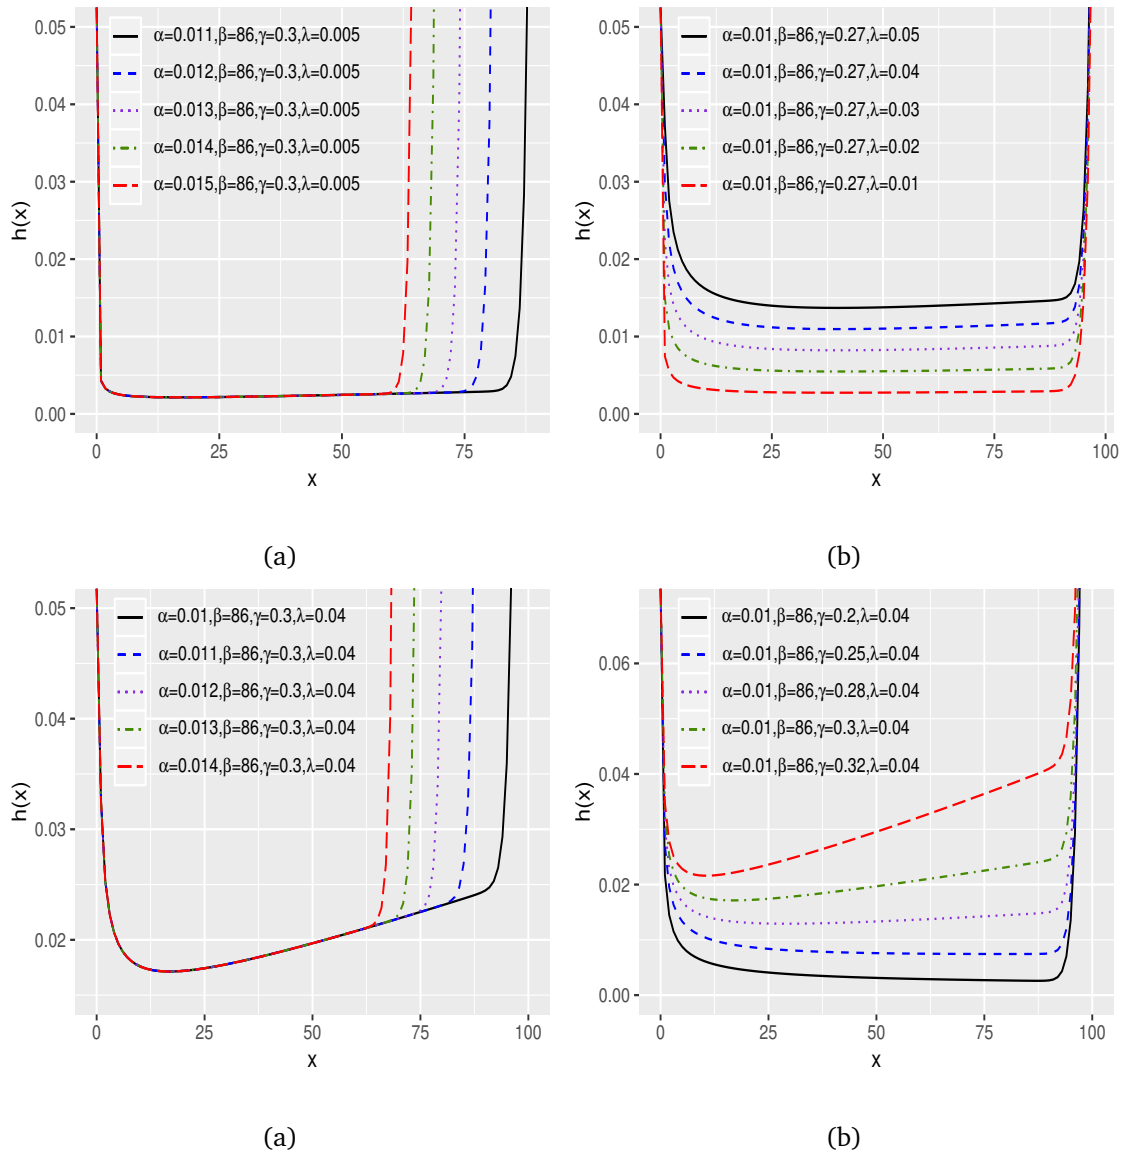 0.05
0.04
0.03
0.02
0.01
0.00
h(x)
α=0.011,β=86,γ=0.3,λ=0.005
α=0.012,β=86,γ=0.3,λ=0.005
α=0.013,β=86,γ=0.3,λ=0.005
α=0.014,β=86,γ=0.3,λ=0.005
α=0.015,β=86,γ=0.3,λ=0.005
0 25 50 75
x
(a)
0.05
0.04
0.03
0.02
0.01
0.00
h(x)
α=0.01,β=86,γ=0.27,λ=0.05
α=0.01,β=86,γ=0.27,λ=0.04
α=0.01,β=86,γ=0.27,λ=0.03
α=0.01,β=86,γ=0.27,λ=0.02
α=0.01,β=86,γ=0.27,λ=0.01
0 25 50 75 100
x
(b)
0.05
0.04
0.03
0.02
h(x)
α=0.01,β=86,γ=0.3,λ=0.04
α=0.011,β=86,γ=0.3,λ=0.04
α=0.012,β=86,γ=0.3,λ=0.04
α=0.013,β=86,γ=0.3,λ=0.04
α=0.014,β=86,γ=0.3,λ=0.04
0 25 50 75 100
x
(a)
0.06
0.04
0.02
0.00
h(x)
α=0.01,β=86,γ=0.2,λ=0.04
α=0.01,β=86,γ=0.25,λ=0.04
α=0.01,β=86,γ=0.28,λ=0.04
α=0.01,β=86,γ=0.3,λ=0.04
α=0.01,β=86,γ=0.32,λ=0.04
0 25 50 75 100
x
(b)